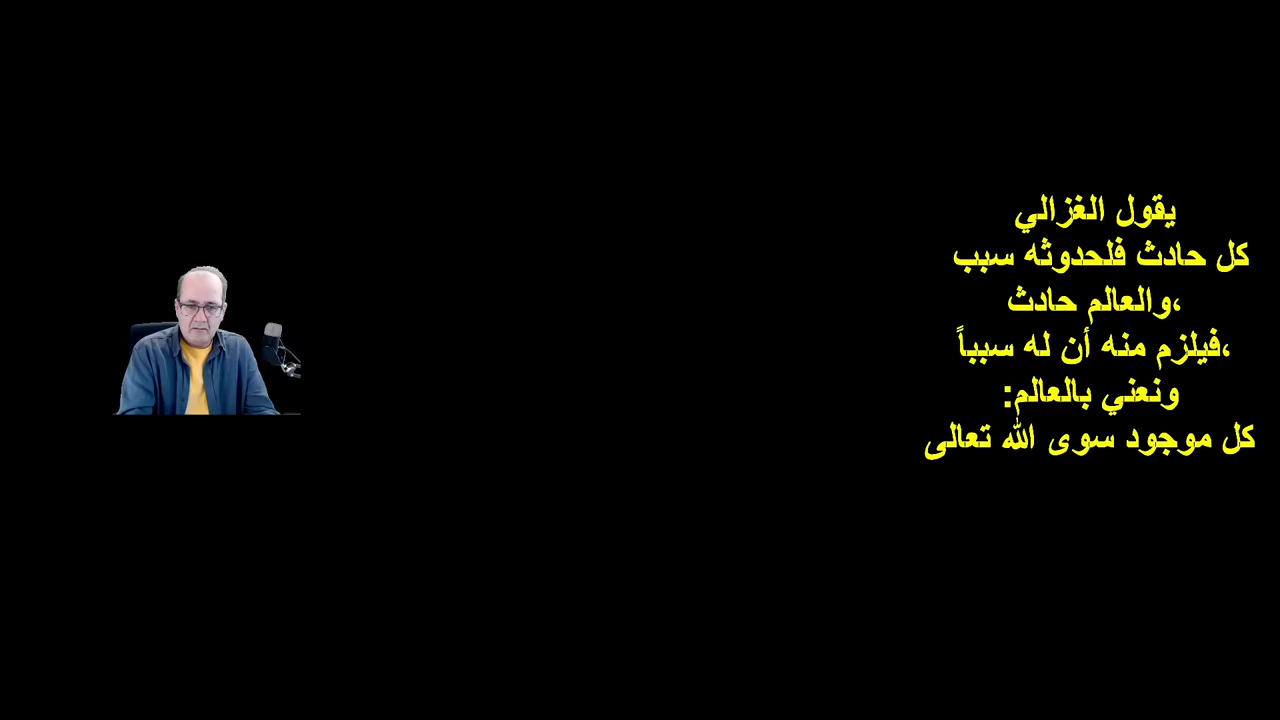 يقول الغزالي
كل حادث فلحدوثه سبب
،والعالم حادث
،فيلزم منه أن له سبباً
ونعني بالعالم:
كل موجود سوى الله تعالى